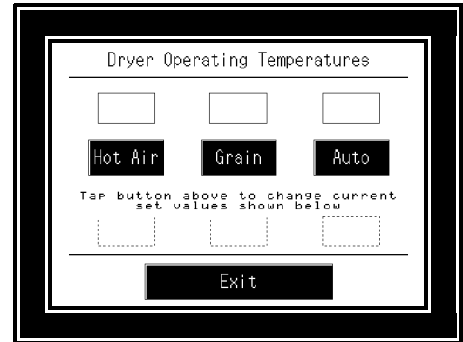 Dryer Operating Temperatures
Hot Air Grain Auto
Tap button above to change current
set values shown below
Exit